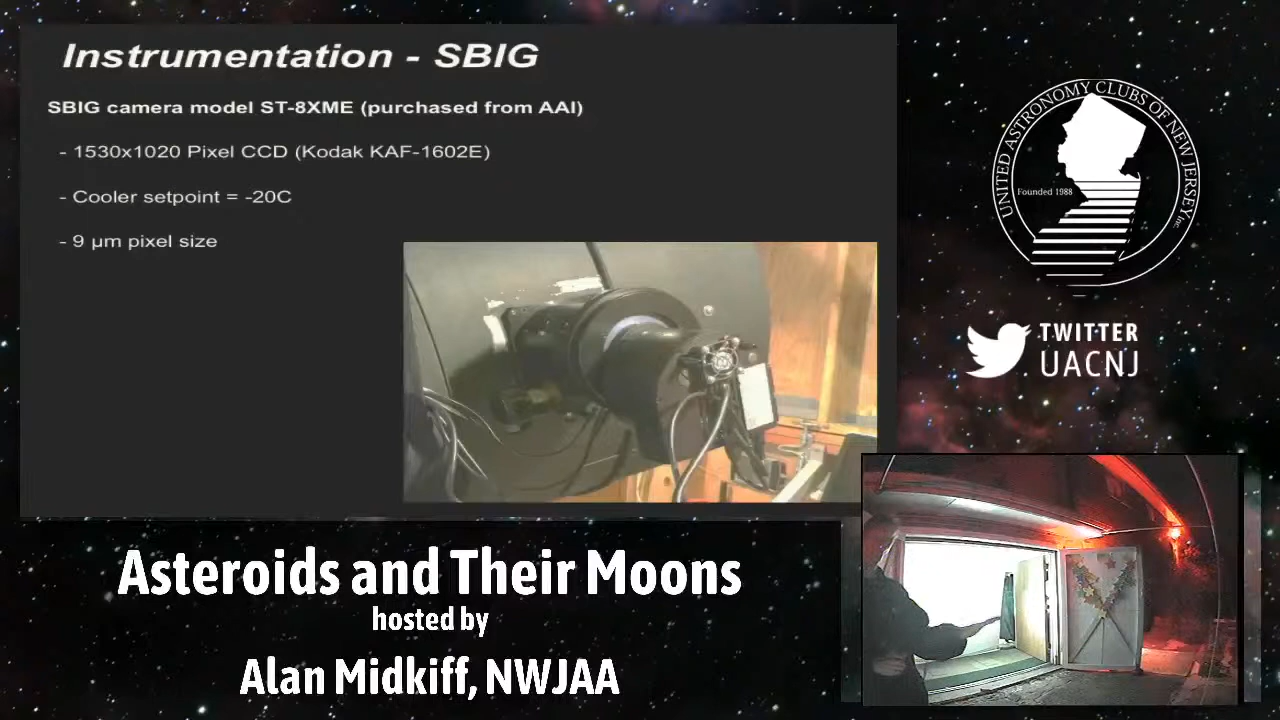 Instrumentation - SBIG
SBIG camera model ST-8XME (purchased from AAI)
- 1530x1020 Pixel CCD (Kodak KAF-1602E)
- Cooler setpoint = -20C
- 9 µm pixel size
UNITED ASTRONOMY CLUBS OF NEW JERSEY, Inc.
Founded 1988
TWITTER
UACNJ
Asteroids and Their Moons
hosted by
Alan Midkiff, NWJAA